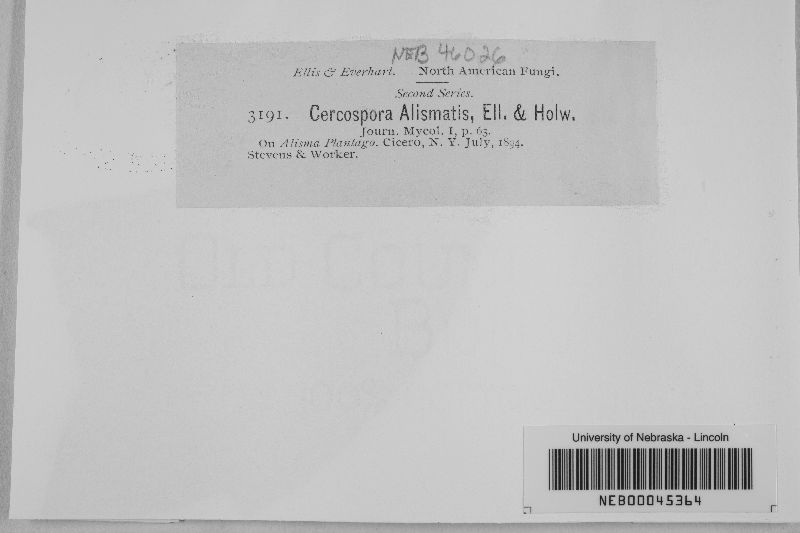 NEB 46026
Ellis & Everhart. North American Fungi.
Second Series.
3191. Cercospora Alismatis, Ell. & Holw.
Journ. Mycol. I, p. 63.
On Alisma Plantago. Cicero, N. Y. July, 1894.
Stevens & Worker.
University of Nebraska - Lincoln
NEB00045364